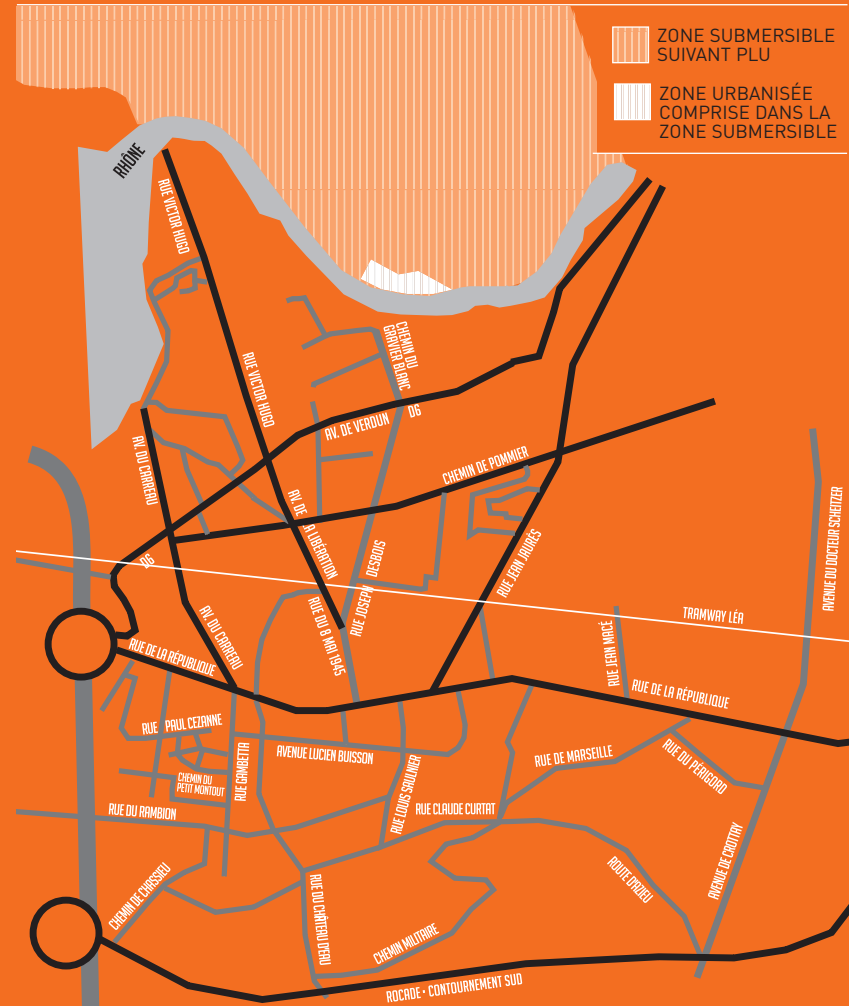 ZONE SUBMERSIBLE
SUIVANT PLU
ZONE URBANISÉE
COMPRISE DANS LA
ZONE SUBMERSIBLE
RHÔNE
RUE VICTOR HUGO
RUE VICTOR HUGO
CHEMIN DU
GRAVIER BLANC
D6
AV. DE VERDUN
AV. DU CARREAU
CHEMIN DE POMMIER
AV. DE LA LIBÉRATION
D6
RUE JOSEPH DESBOIS
RUE JEAN JAURÉS
AVENUE DU DOCTEUR SCHEITZER
RUE DU 8 MAI 1945
AV. DU CARREAU
TRAMWAY LÉA
RUE JEAN MACÉ
RUE DE LA RÉPUBLIQUE
RUE DE LA RÉPUBLIQUE
RUE PAUL CEZANNE
AVENUE LUCIEN BUISSON
RUE GAMBETTA
RUE DE MARSEILLE
RUE DU PÉRIGORD
CHEMIN DU
PETIT MONTOUT
RUE LOUIS SAULNIER
RUE DU RAMBION
RUE CLAUDE CURTAT
CHEMIN DE CHASSIEU
RUE DU CHÂTEAU D'EAU
ROUTE D'AZIEU
AVENUE DE CROTTAY
CHEMIN MILITAIRE
ROCADE • CONTOURNEMENT SUD